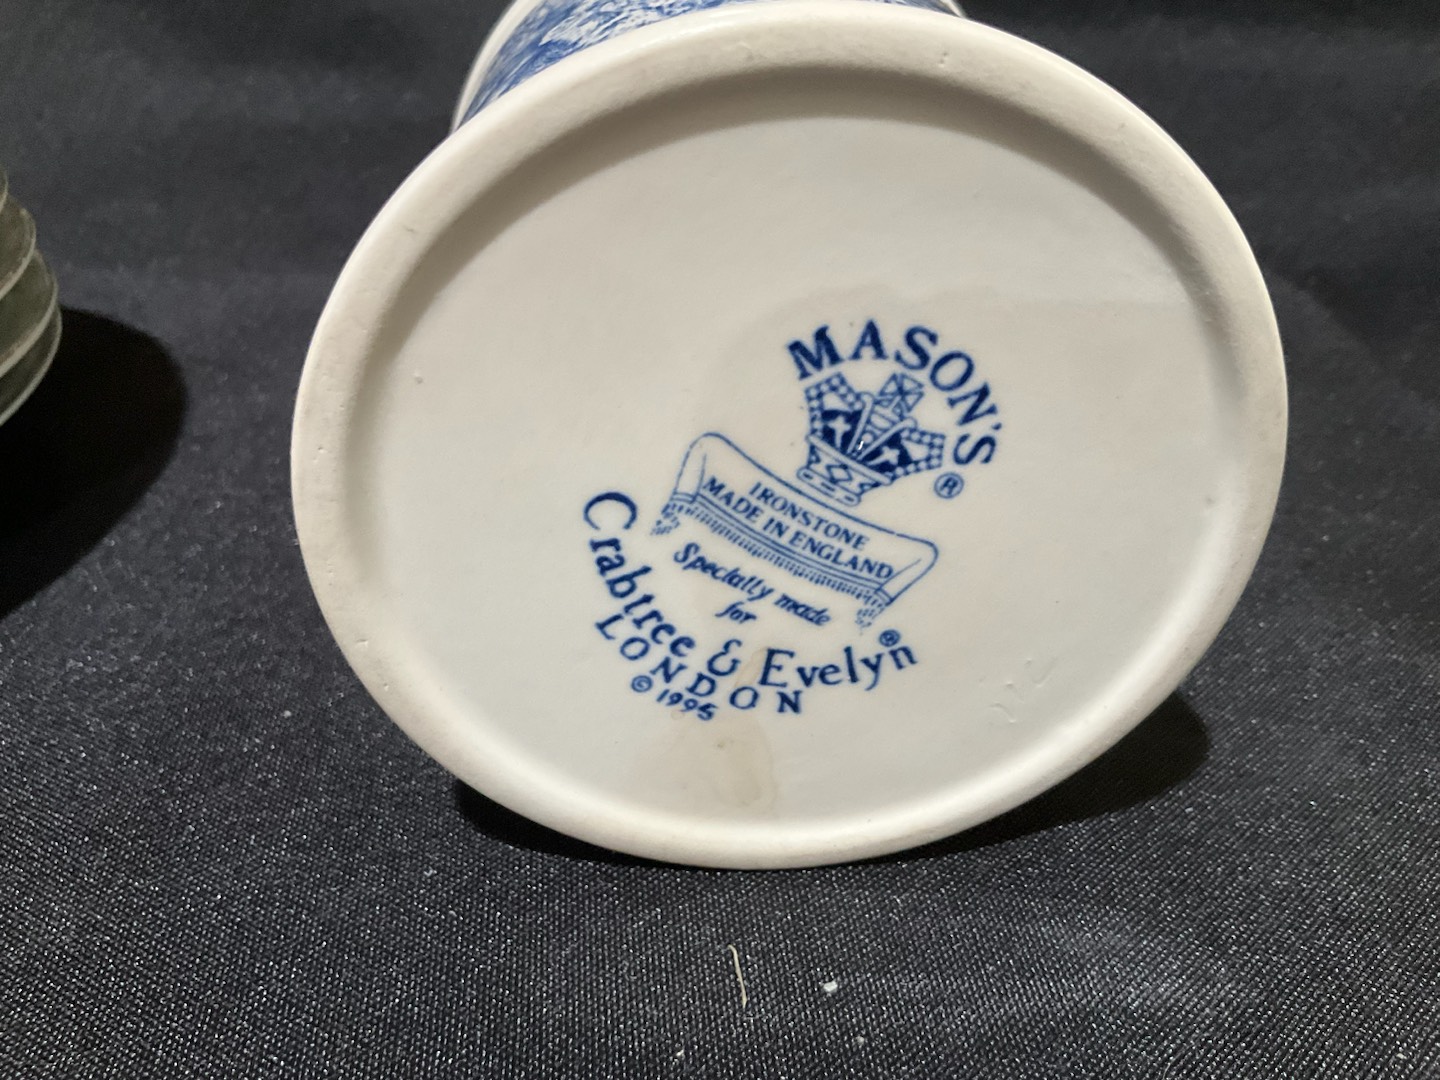 MASON'S ®
IRONSTONE
MADE IN ENGLAND
Specially made
for
Crabtree & Evelyn ®
LONDON
© 1995